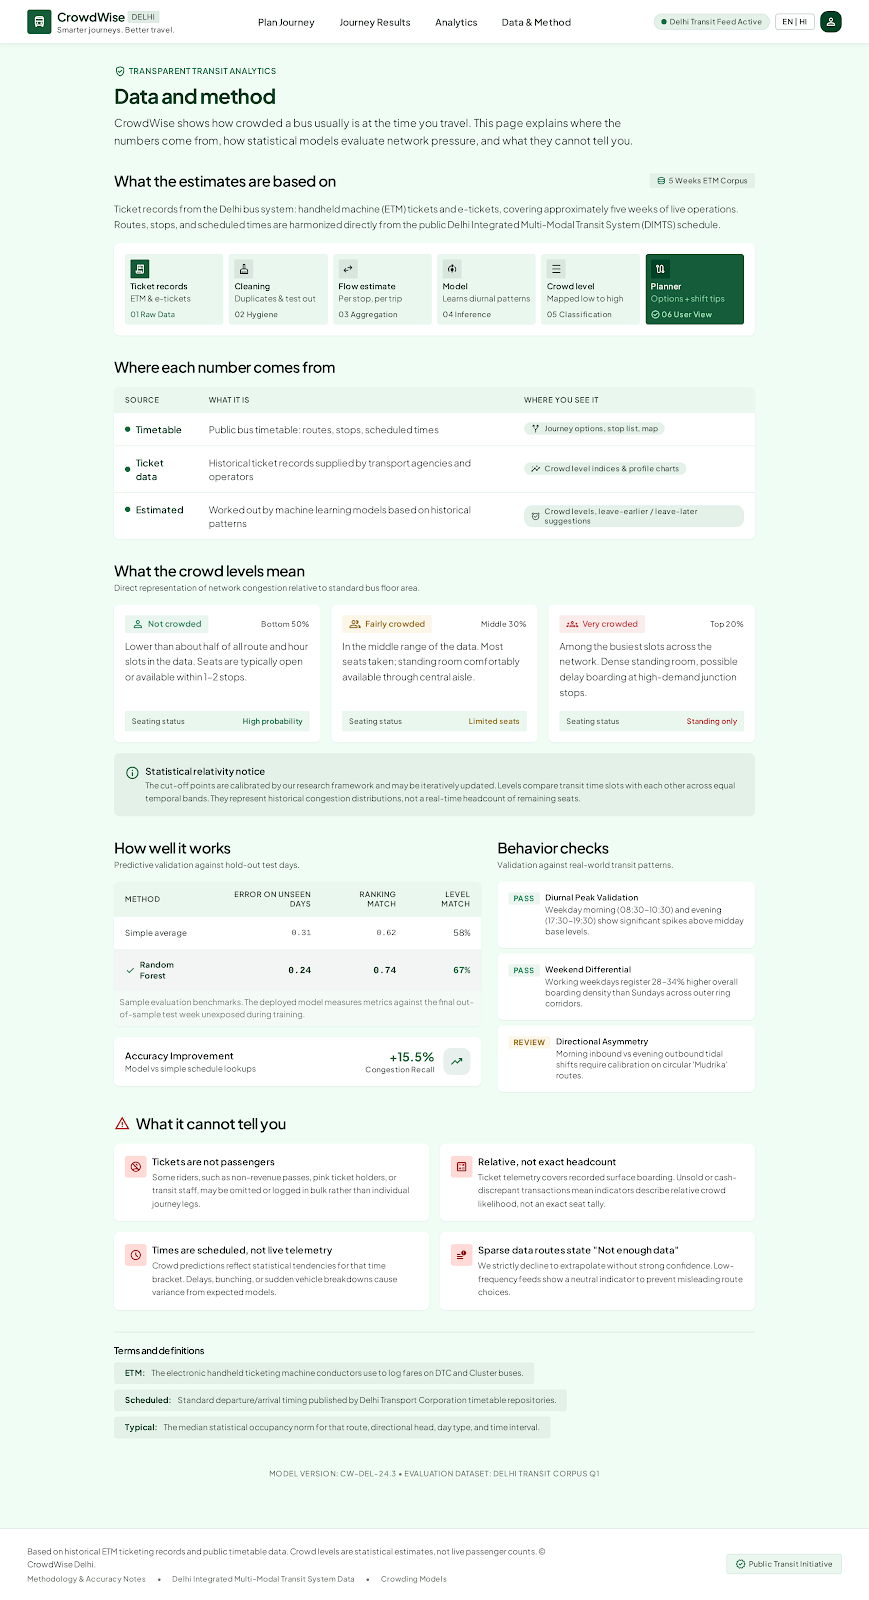 CrowdWise DELHI
Smarter journeys. Better travel.
Plan Journey
Journey Results
Analytics
Data & Method
Delhi Transit Feed Active
EN | HI
TRANSPARENT TRANSIT ANALYTICS
Data and method
CrowdWise shows how crowded a bus usually is at the time you travel. This page explains where the
numbers come from, how statistical models evaluate network pressure, and what they cannot tell you.
What the estimates are based on
5 Weeks ETM Corpus
Ticket records from the Delhi bus system: handheld machine (ETM) tickets and e-tickets, covering approximately five weeks of live operations.
Routes, stops, and scheduled times are harmonized directly from the public Delhi Integrated Multi-Modal Transit System (DIMTS) schedule.
Ticket records
ETM & e-tickets
01 Raw Data
Cleaning
Duplicates & test out
02 Hygiene
Flow estimate
Per stop, per trip
03 Aggregation
Model
Learns diurnal patterns
04 Inference
Crowd level
Mapped low to high
05 Classification
Planner
Options + shift tips
06 User View
Where each number comes from
SOURCE
WHAT IT IS
WHERE YOU SEE IT
Timetable
Public bus timetable: routes, stops, scheduled times
Journey options, stop list, map
Ticket
data
Historical ticket records supplied by transport agencies and
operators
Crowd level indices & profile charts
Estimated
Worked out by machine learning models based on historical
patterns
Crowd levels, leave-earlier / leave-later
suggestions
What the crowd levels mean
Direct representation of network congestion relative to standard bus floor area.
Not crowded
Bottom 50%
Lower than about half of all route and hour
slots in the data. Seats are typically open
or available within 1–2 stops.
Seating status
High probability
Fairly crowded
Middle 30%
In the middle range of the data. Most
seats taken; standing room comfortably
available through central aisle.
Seating status
Limited seats
Very crowded
Top 20%
Among the busiest slots across the
network. Dense standing room, possible
delay boarding at high-demand junction
stops.
Seating status
Standing only
Statistical relativity notice
The cut-off points are calibrated by our research framework and may be iteratively updated. Levels compare transit time slots with each other across equal
temporal bands. They represent historical congestion distributions, not a real-time headcount of remaining seats.
How well it works
Predictive validation against hold-out test days.
METHOD
ERROR ON UNSEEN
DAYS
RANKING
MATCH
LEVEL
MATCH
Simple average
0.31
0.62
58%
Random
Forest
0.24
0.74
67%
Sample evaluation benchmarks. The deployed model measures metrics against the final out-
of-sample test week unexposed during training.
Accuracy Improvement
Model vs simple schedule lookups
+15.5%
Congestion Recall
Behavior checks
Validation against real-world transit patterns.
PASS
Diurnal Peak Validation
Weekday morning (08:30–10:30) and evening
(17:30–19:30) show significant spikes above midday
base levels.
PASS
Weekend Differential
Working weekdays register 28–34% higher overall
boarding density than Sundays across outer ring
corridors.
REVIEW
Directional Asymmetry
Morning inbound vs evening outbound tidal
shifts require calibration on circular 'Mudrika'
routes.
What it cannot tell you
Tickets are not passengers
Some riders, such as non-revenue passes, pink ticket holders, or
transit staff, may be omitted or logged in bulk rather than individual
journey legs.
Relative, not exact headcount
Ticket telemetry covers recorded surface boarding. Unsold or cash-
discrepant transactions mean indicators describe relative crowd
likelihood, not an exact seat tally.
Times are scheduled, not live telemetry
Crowd predictions reflect statistical tendencies for that time
bracket. Delays, bunching, or sudden vehicle breakdowns cause
variance from expected models.
Sparse data routes state "Not enough data"
We strictly decline to extrapolate without strong confidence. Low-
frequency feeds show a neutral indicator to prevent misleading route
choices.
Terms and definitions
ETM: The electronic handheld ticketing machine conductors use to log fares on DTC and Cluster buses.
Scheduled: Standard departure/arrival timing published by Delhi Transport Corporation timetable repositories.
Typical: The median statistical occupancy norm for that route, directional head, day type, and time interval.
MODEL VERSION: CW-DEL-24.3 • EVALUATION DATASET: DELHI TRANSIT CORPUS Q1
Based on historical ETM ticketing records and public timetable data. Crowd levels are statistical estimates, not live passenger counts. ©
CrowdWise Delhi.
Methodology & Accuracy Notes • Delhi Integrated Multi-Modal Transit System Data • Crowding Models
Public Transit Initiative